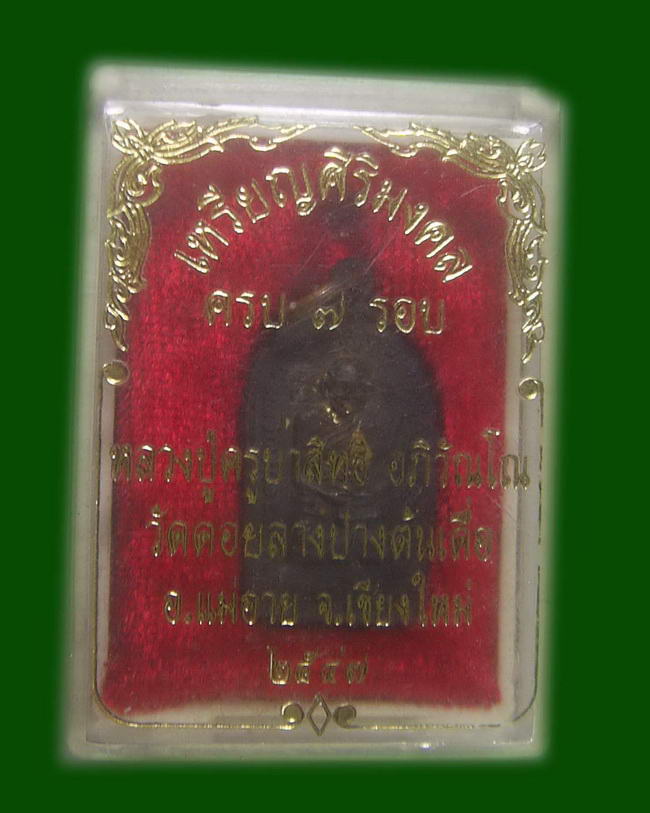 เหรียญศิริมงคล
ครบ ๗ รอบ
หลวงปู่ครูบาสิทธิ อภิวัณโณ
วัดดอยลางปางต้นเดื่อ
อ.แม่อาย จ.เชียงใหม่
๒๕๔๗